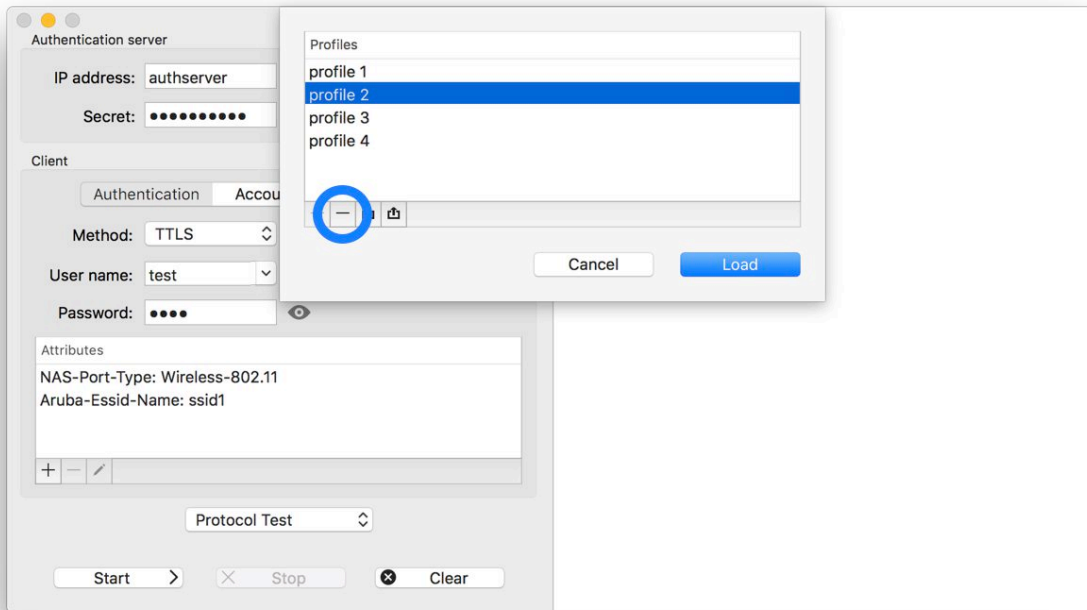 Authentication server
IP address: authserver
Secret: ●●●●●●●●●●
Client
Authentication Accou
Method: TTLS
User name: test
Password: ●●●●
Attributes
NAS-Port-Type: Wireless-802.11
Aruba-Essid-Name: ssid1
Protocol Test
Start
Stop
Clear
Profiles
profile 1
profile 2
profile 3
profile 4
Cancel
Load